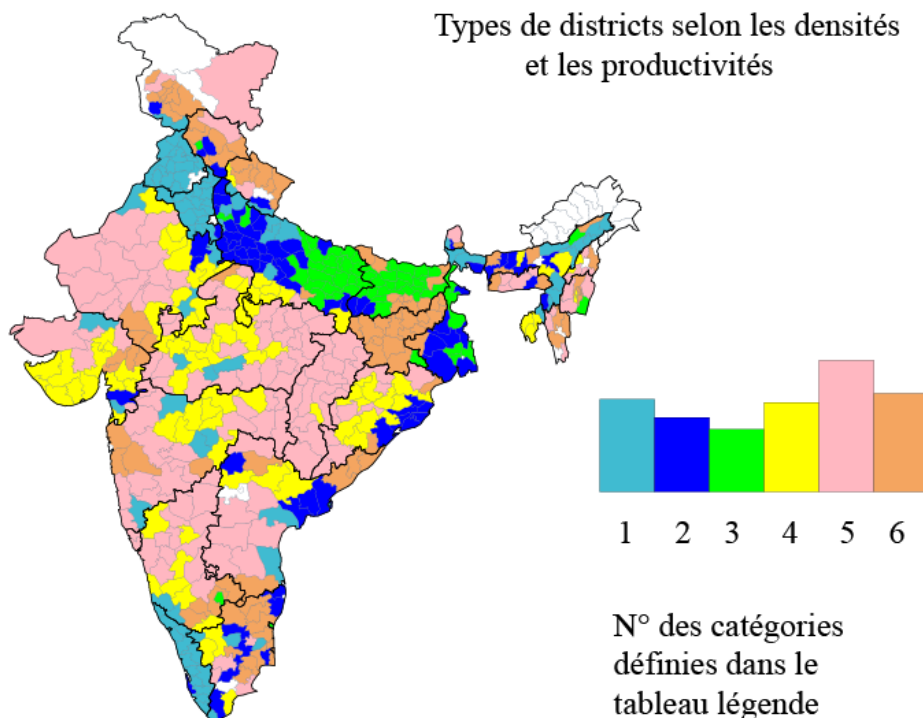 Types de districts selon les densités
et les productivités
1 2 3 4 5 6
N° des catégories
définies dans le
tableau légende